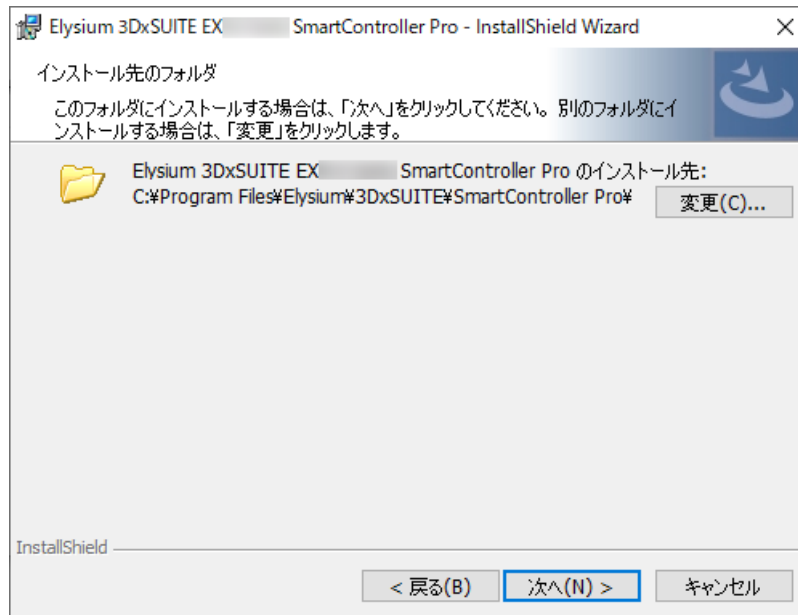 Elysium 3DxSUITE EX SmartController Pro - InstallShield Wizard
インストール先のフォルダ
このフォルダにインストールする場合は、「次へ」をクリックしてください。別のフォルダにイ
ンストールする場合は、「変更」をクリックします。
Elysium 3DxSUITE EX SmartController Pro のインストール先:
C:¥Program Files¥Elysium¥3DxSUITE¥SmartController Pro¥
変更(C)...
InstallShield
< 戻る(B)
次へ(N) >
キャンセル